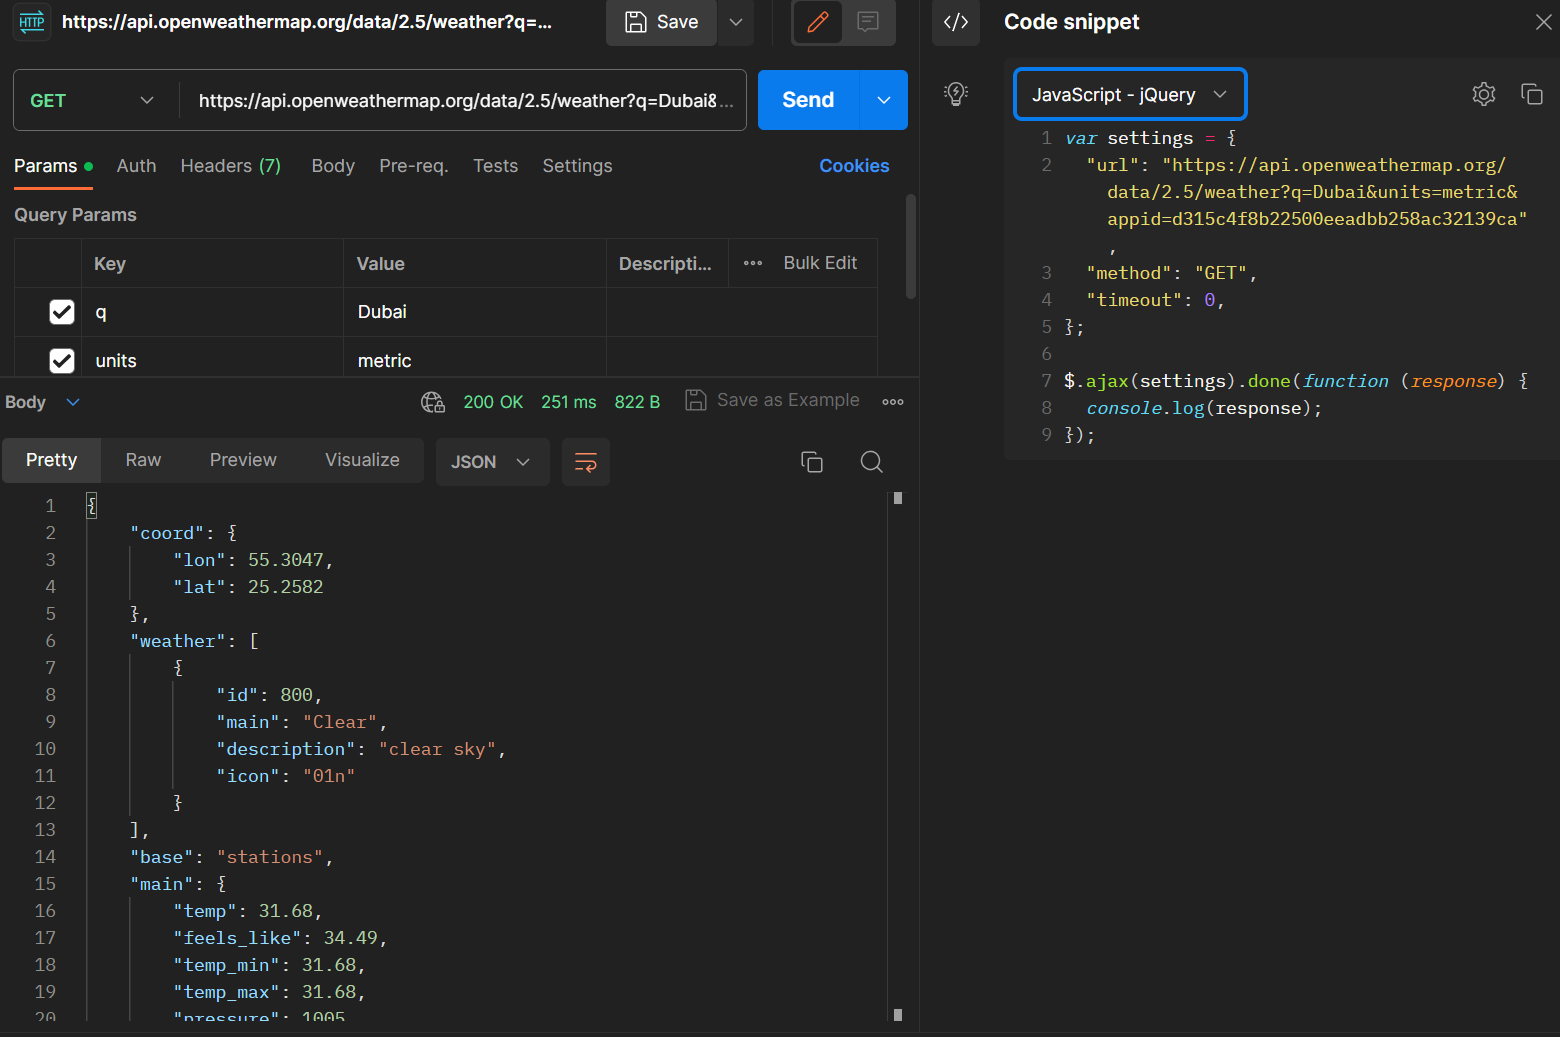 HTTP https://api.openweathermap.org/data/2.5/weather?q=...
Save
GET https://api.openweathermap.org/data/2.5/weather?q=Dubai& ...
Send
Params Auth Headers (7) Body Pre-req. Tests Settings Cookies
Query Params
Key Value Descripti... Bulk Edit
q Dubai
units metric
Body 200 OK 251 ms 822 B Save as Example
Pretty Raw Preview Visualize JSON
1 {
2 "coord": {
3 "lon": 55.3047,
4 "lat": 25.2582
5 },
6 "weather": [
7 {
8 "id": 800,
9 "main": "Clear",
10 "description": "clear sky",
11 "icon": "01n"
12 }
13 ],
14 "base": "stations",
15 "main": {
16 "temp": 31.68,
17 "feels_like": 34.49,
18 "temp_min": 31.68,
19 "temp_max": 31.68,
20 "pressure": 1005
</> Code snippet
JavaScript - jQuery
1 var settings = {
2 "url": "https://api.openweathermap.org/
data/2.5/weather?q=Dubai&units=metric&
appid=d315c4f8b22500eeadbb258ac32139ca"
,
3 "method": "GET",
4 "timeout": 0,
5 };
6
7 $.ajax(settings).done(function (response) {
8 console.log(response);
9 });